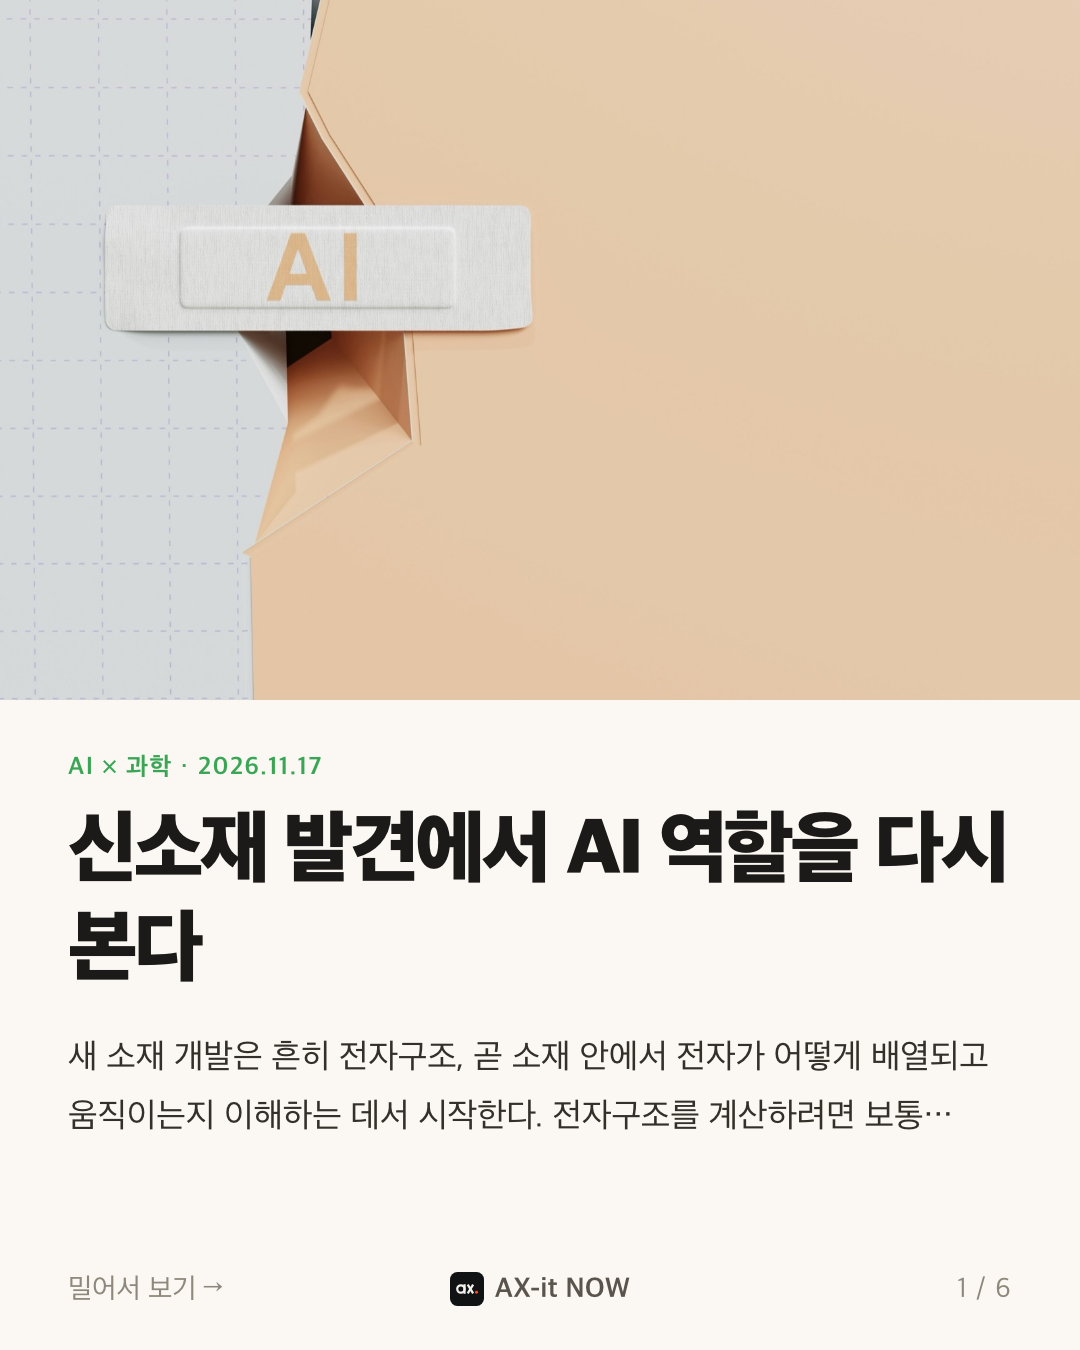 AI
AI × 과학 · 2026.11.17
신소재 발견에서 AI 역할을 다시
본다
새 소재 개발은 흔히 전자구조, 곧 소재 안에서 전자가 어떻게 배열되고
움직이는지 이해하는 데서 시작한다. 전자구조를 계산하려면 보통…
밀어서 보기 →
ax. AX-it NOW
1 / 6